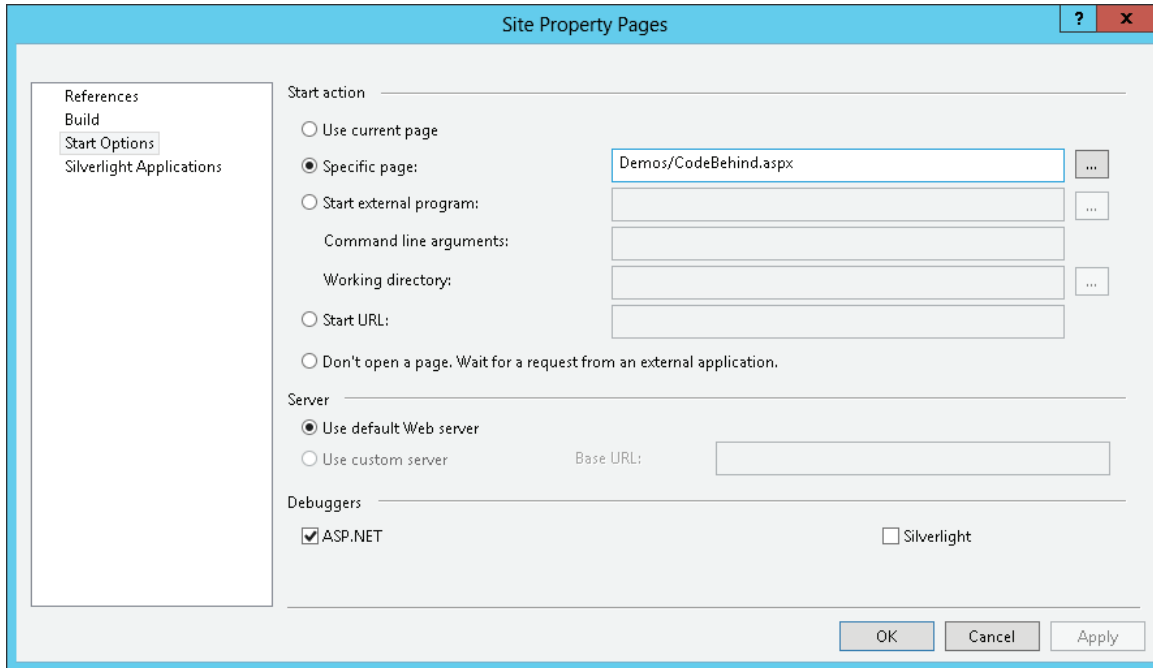 Site Property Pages
? x
References
Build
Start Options
Silverlight Applications
Start action
Use current page
Specific page: Demos/CodeBehind.aspx ...
Start external program: ...
Command line arguments:
Working directory: ...
Start URL:
Don't open a page. Wait for a request from an external application.
Server
Use default Web server
Use custom server Base URL:
Debuggers
ASP.NET Silverlight
OK Cancel Apply